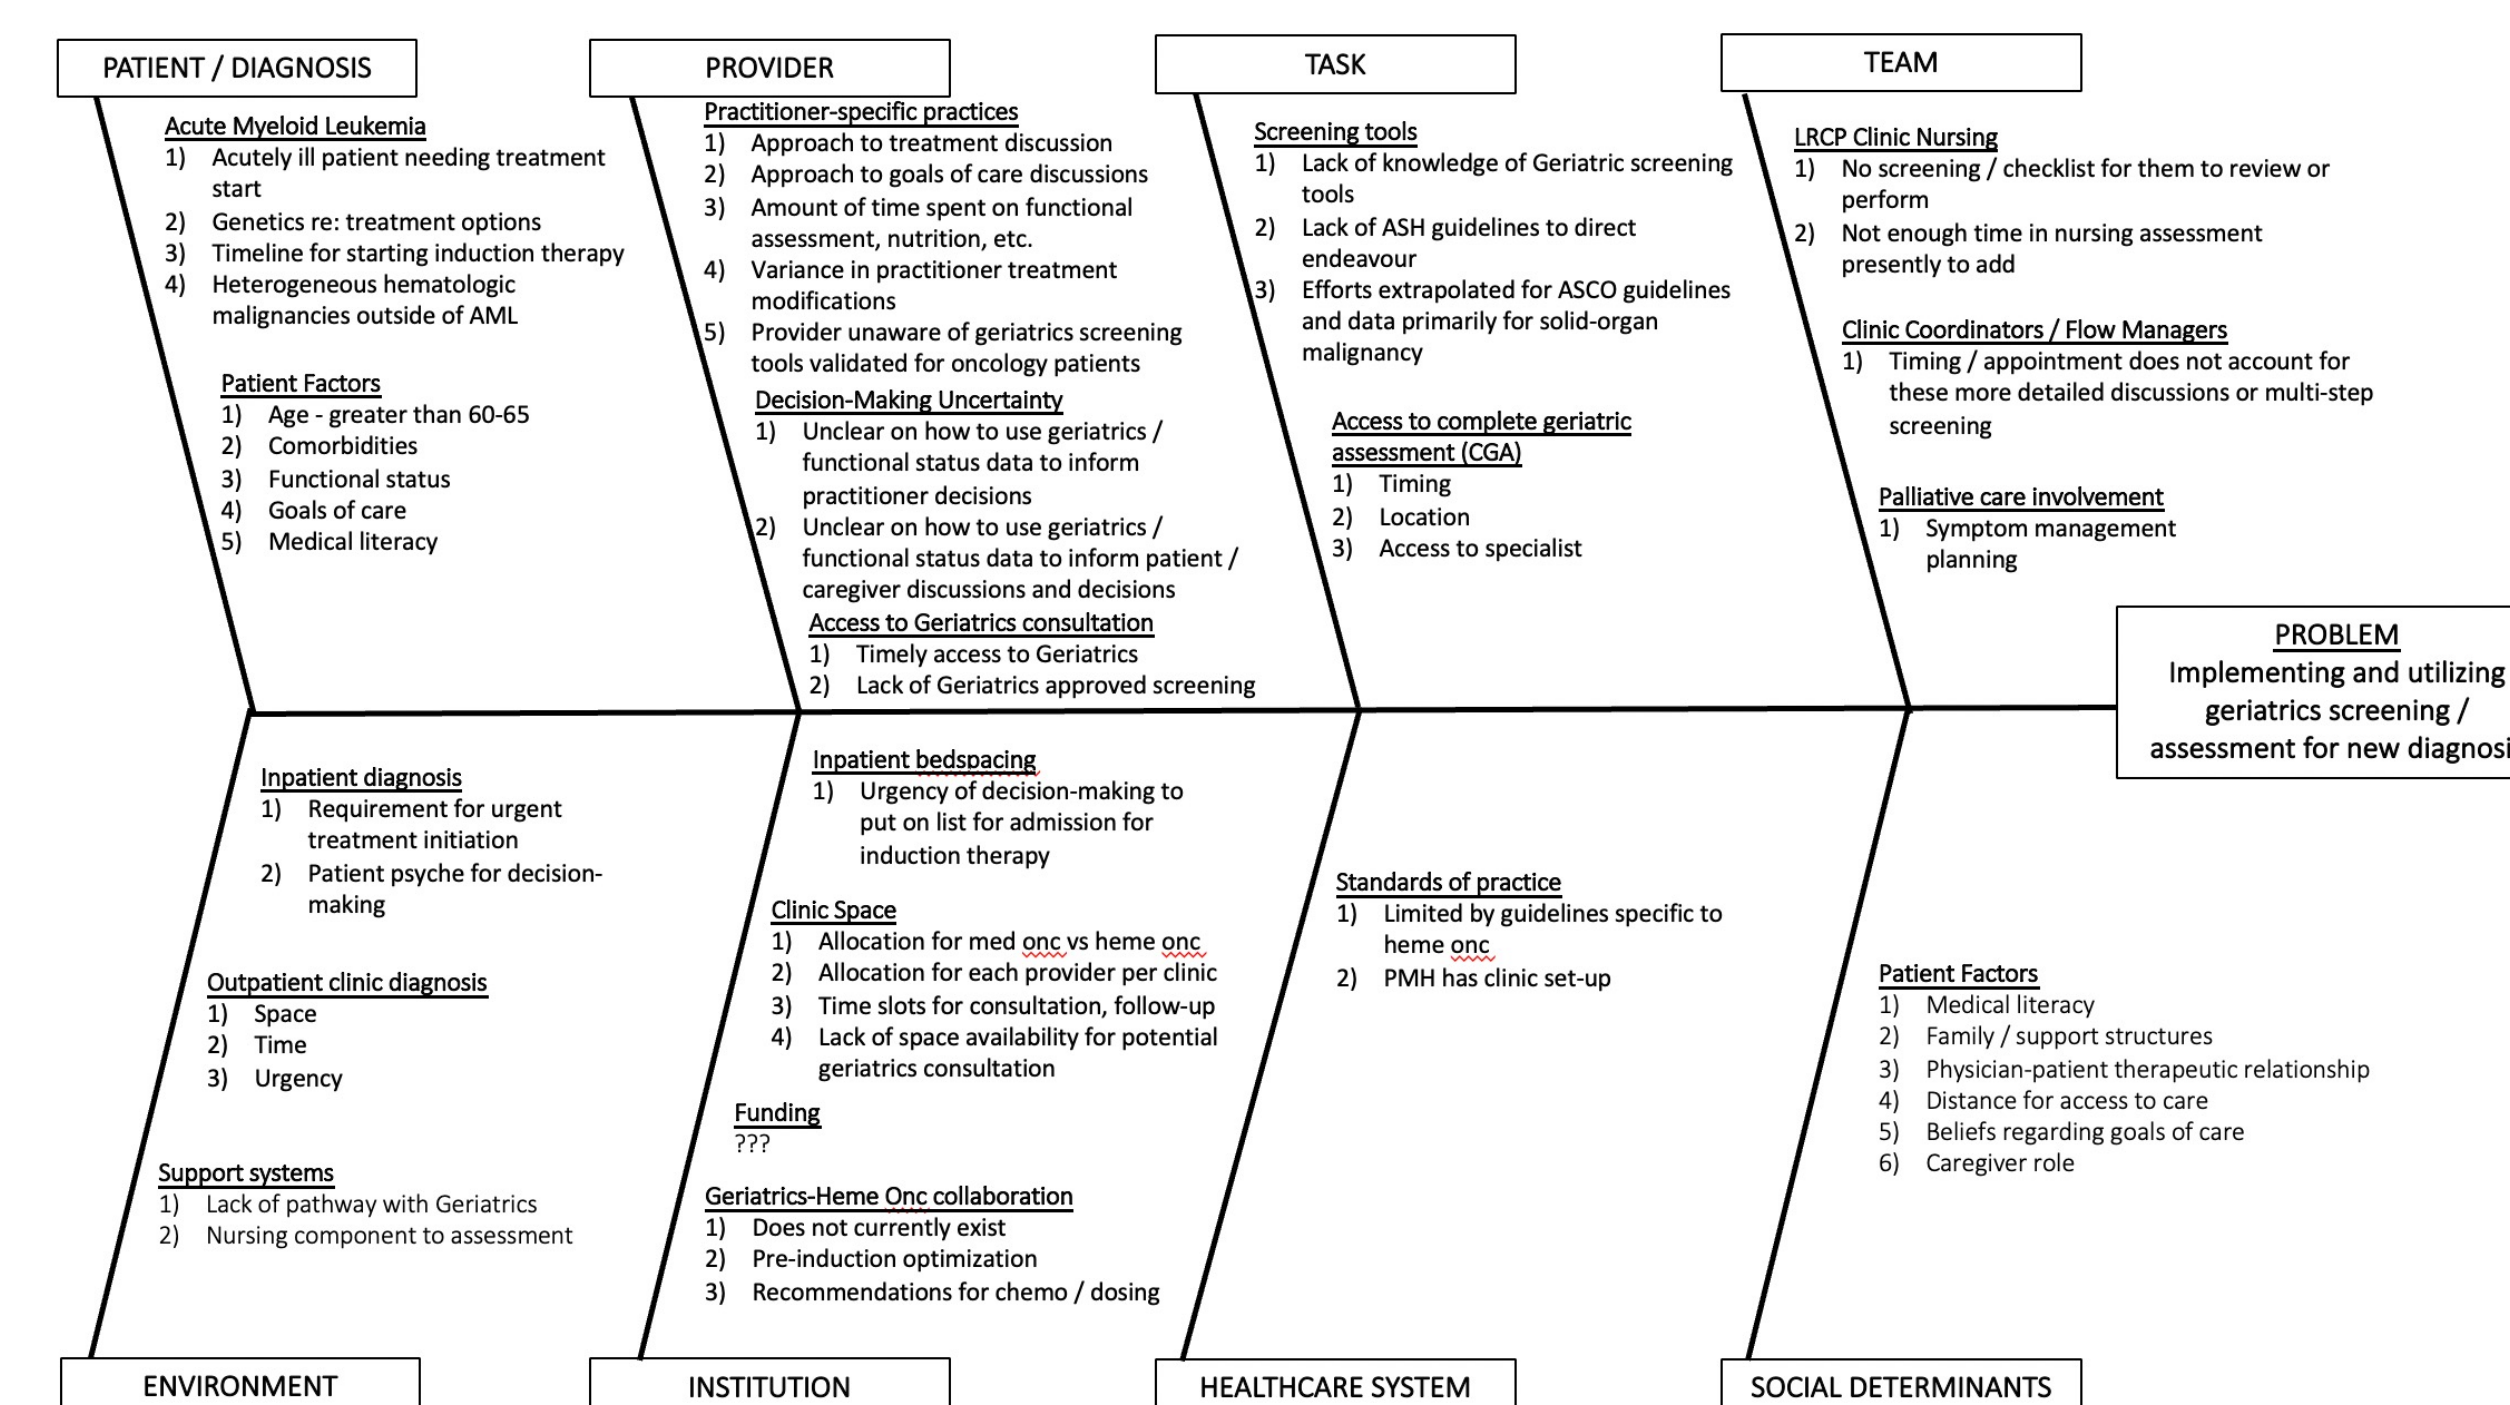 PATIENT / DIAGNOSIS
Acute Myeloid Leukemia
1) Acutely ill patient needing treatment
start
2) Genetics re: treatment options
3) Timeline for starting induction therapy
4) Heterogeneous hematologic
malignancies outside of AML
Patient Factors
1) Age - greater than 60-65
2) Comorbidities
3) Functional status
4) Goals of care
5) Medical literacy
PROVIDER
Practitioner-specific practices
1) Approach to treatment discussion
2) Approach to goals of care discussions
3) Amount of time spent on functional
assessment, nutrition, etc.
4) Variance in practitioner treatment
modifications
5) Provider unaware of geriatrics screening
tools validated for oncology patients
Decision-Making Uncertainty
1) Unclear on how to use geriatrics /
functional status data to inform
practitioner decisions
2) Unclear on how to use geriatrics /
functional status data to inform patient /
caregiver discussions and decisions
Access to Geriatrics consultation
1) Timely access to Geriatrics
2) Lack of Geriatrics approved screening
TASK
Screening tools
1) Lack of knowledge of Geriatric screening
tools
2) Lack of ASH guidelines to direct
endeavour
3) Efforts extrapolated for ASCO guidelines
and data primarily for solid-organ
malignancy
Access to complete geriatric
assessment (CGA)
1) Timing
2) Location
3) Access to specialist
TEAM
LRCP Clinic Nursing
1) No screening / checklist for them to review or
perform
2) Not enough time in nursing assessment
presently to add
Clinic Coordinators / Flow Managers
1) Timing / appointment does not account for
these more detailed discussions or multi-step
screening
Palliative care involvement
1) Symptom management
planning
PROBLEM
Implementing and utilizing
geriatrics screening /
assessment for new diagnosi
Inpatient diagnosis
1) Requirement for urgent
treatment initiation
2) Patient psyche for decision-
making
Outpatient clinic diagnosis
1) Space
2) Time
3) Urgency
Support systems
1) Lack of pathway with Geriatrics
2) Nursing component to assessment
ENVIRONMENT
Inpatient bedspacing
1) Urgency of decision-making to
put on list for admission for
induction therapy
Clinic Space
1) Allocation for med onc vs heme onc
2) Allocation for each provider per clinic
3) Time slots for consultation, follow-up
4) Lack of space availability for potential
geriatrics consultation
Funding
???
Geriatrics-Heme Onc collaboration
1) Does not currently exist
2) Pre-induction optimization
3) Recommendations for chemo / dosing
INSTITUTION
Standards of practice
1) Limited by guidelines specific to
heme onc
2) PMH has clinic set-up
HEALTHCARE SYSTEM
Patient Factors
1) Medical literacy
2) Family / support structures
3) Physician-patient therapeutic relationship
4) Distance for access to care
5) Beliefs regarding goals of care
6) Caregiver role
SOCIAL DETERMINANTS